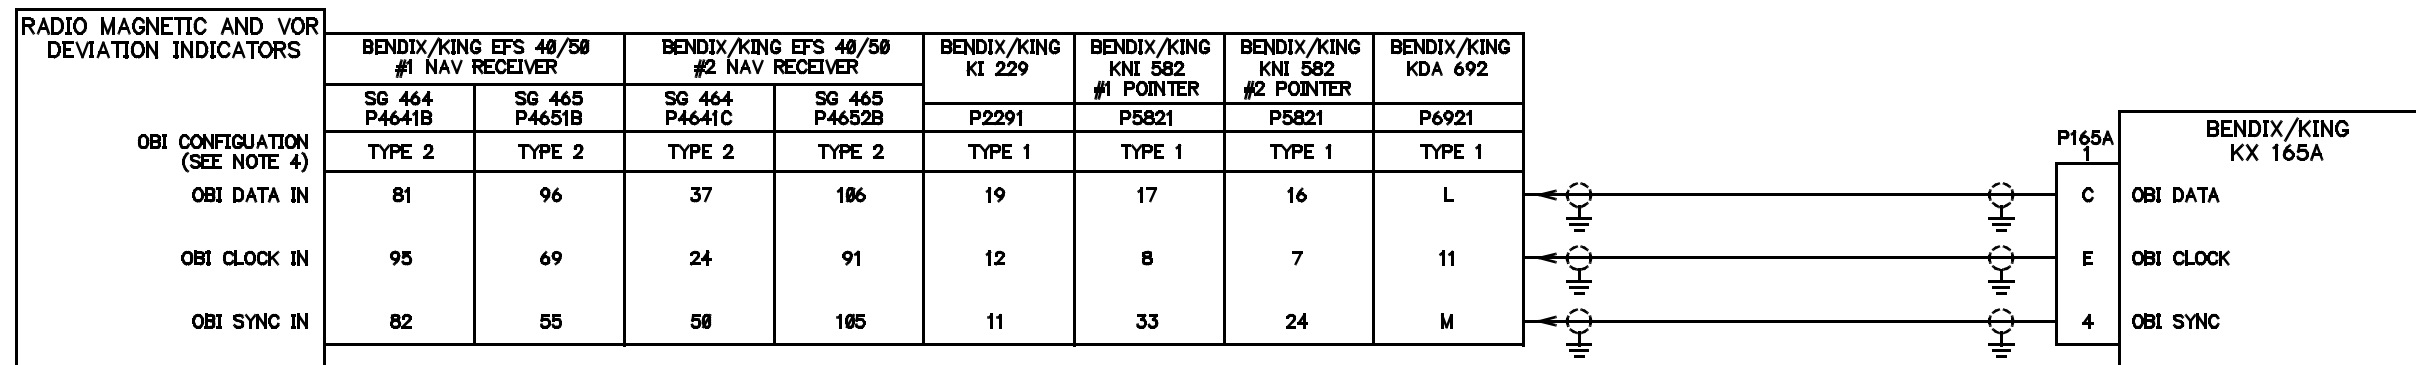 RADIO MAGNETIC AND VOR
DEVIATION INDICATORS
BENDIX/KING EFS 40/50
#1 NAV RECEIVER
BENDIX/KING EFS 40/50
#2 NAV RECEIVER
BENDIX/KING
KI 229
BENDIX/KING
KNI 582
#1 POINTER
BENDIX/KING
KNI 582
#2 POINTER
BENDIX/KING
KDA 692
SG 464
P4641B
SG 465
P4651B
SG 464
P4641C
SG 465
P4652B
P2291
P5821
P5821
P6921
OBI CONFIGUATION
(SEE NOTE 4)
TYPE 2 TYPE 2 TYPE 2 TYPE 2 TYPE 1 TYPE 1 TYPE 1 TYPE 1
OBI DATA IN 81 96 37 106 19 17 16 L
OBI CLOCK IN 95 69 24 91 12 8 7 11
OBI SYNC IN 82 55 50 105 11 33 24 M
P165A
1
BENDIX/KING
KX 165A
C OBI DATA
E OBI CLOCK
4 OBI SYNC